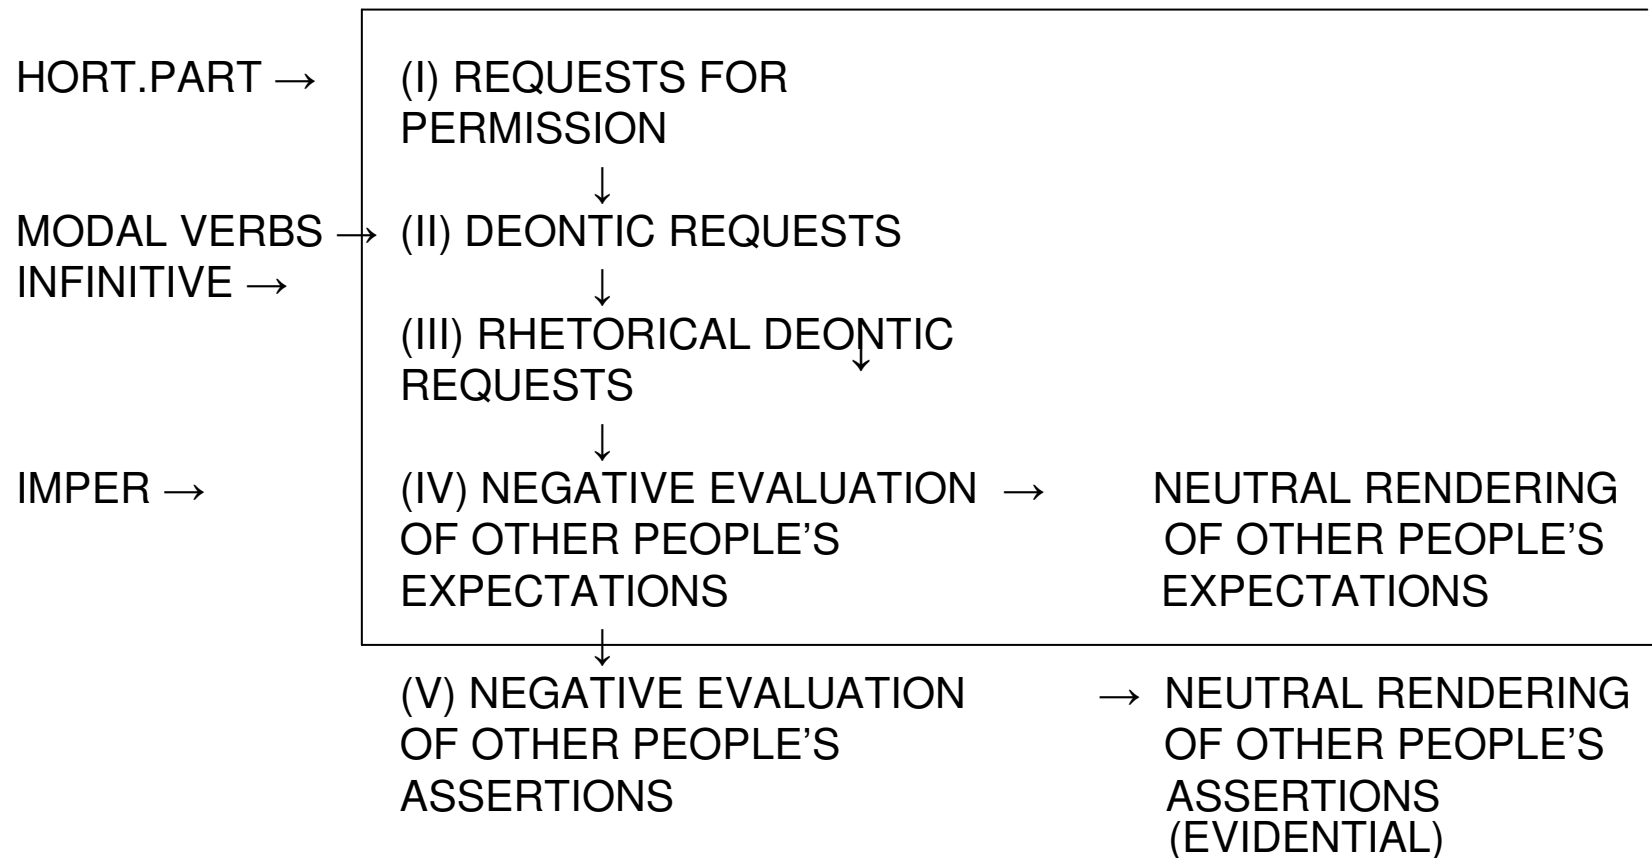 HORT.PART → (I) REQUESTS FOR
PERMISSION
↓
MODAL VERBS → (II) DEONTIC REQUESTS
INFINITIVE → ↓
(III) RHETORICAL DEONTIC
↓
REQUESTS
↓
IMPER → (IV) NEGATIVE EVALUATION → NEUTRAL RENDERING
OF OTHER PEOPLE’S OF OTHER PEOPLE’S
EXPECTATIONS EXPECTATIONS
↓
(V) NEGATIVE EVALUATION → NEUTRAL RENDERING
OF OTHER PEOPLE’S OF OTHER PEOPLE’S
ASSERTIONS ASSERTIONS
(EVIDENTIAL)